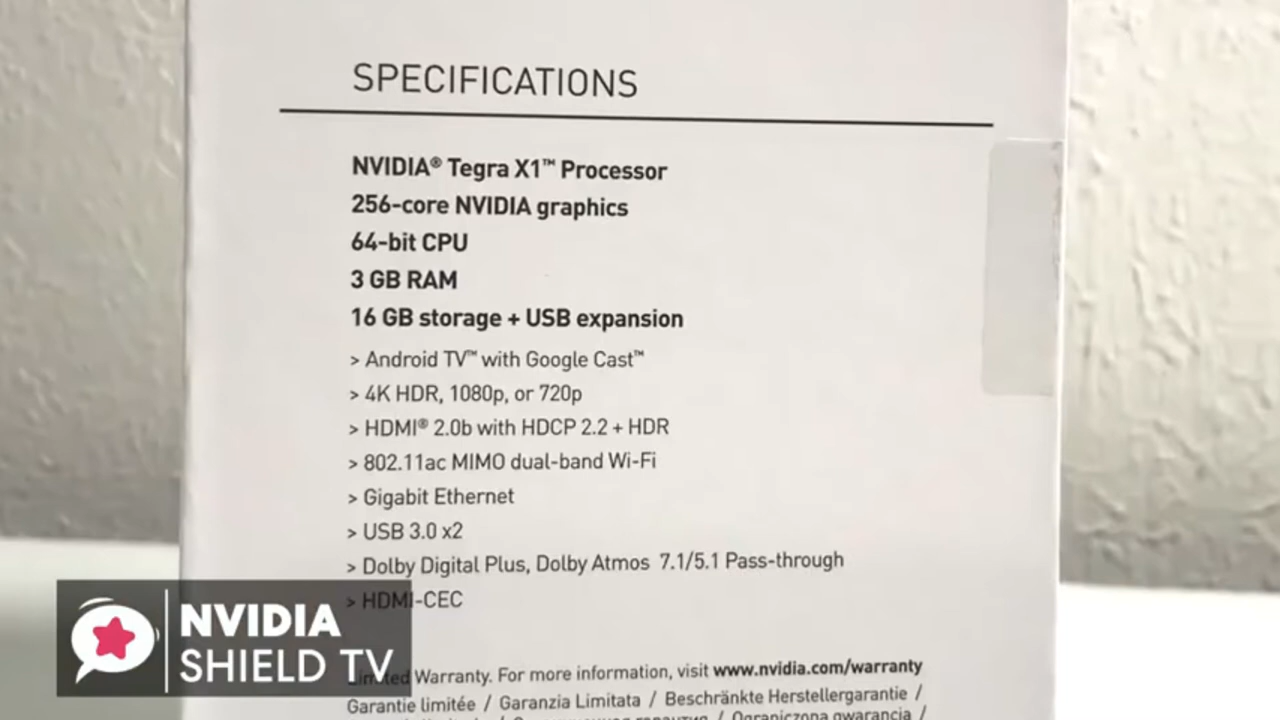 SPECIFICATIONS
NVIDIA® Tegra X1™ Processor
256-core NVIDIA graphics
64-bit CPU
3 GB RAM
16 GB storage + USB expansion
> Android TV™ with Google Cast™
> 4K HDR, 1080p, or 720p
> HDMI® 2.0b with HDCP 2.2 + HDR
> 802.11ac MIMO dual-band Wi-Fi
> Gigabit Ethernet
> USB 3.0 x2
> Dolby Digital Plus, Dolby Atmos 7.1/5.1 Pass-through
> HDMI-CEC
Limited Warranty. For more information, visit www.nvidia.com/warranty
Garantie limitée / Garanzia Limitata / Beschränkte Herstellergarantie /
/ Ograniczona gwarancja /
NVIDIA
SHIELD TV